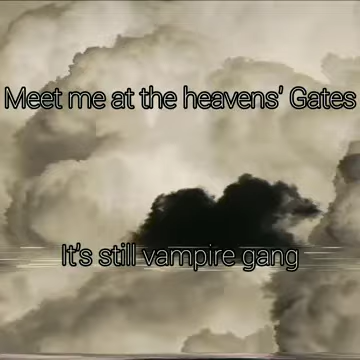 Meet me at the heavens' Gates
It's still vampire gang